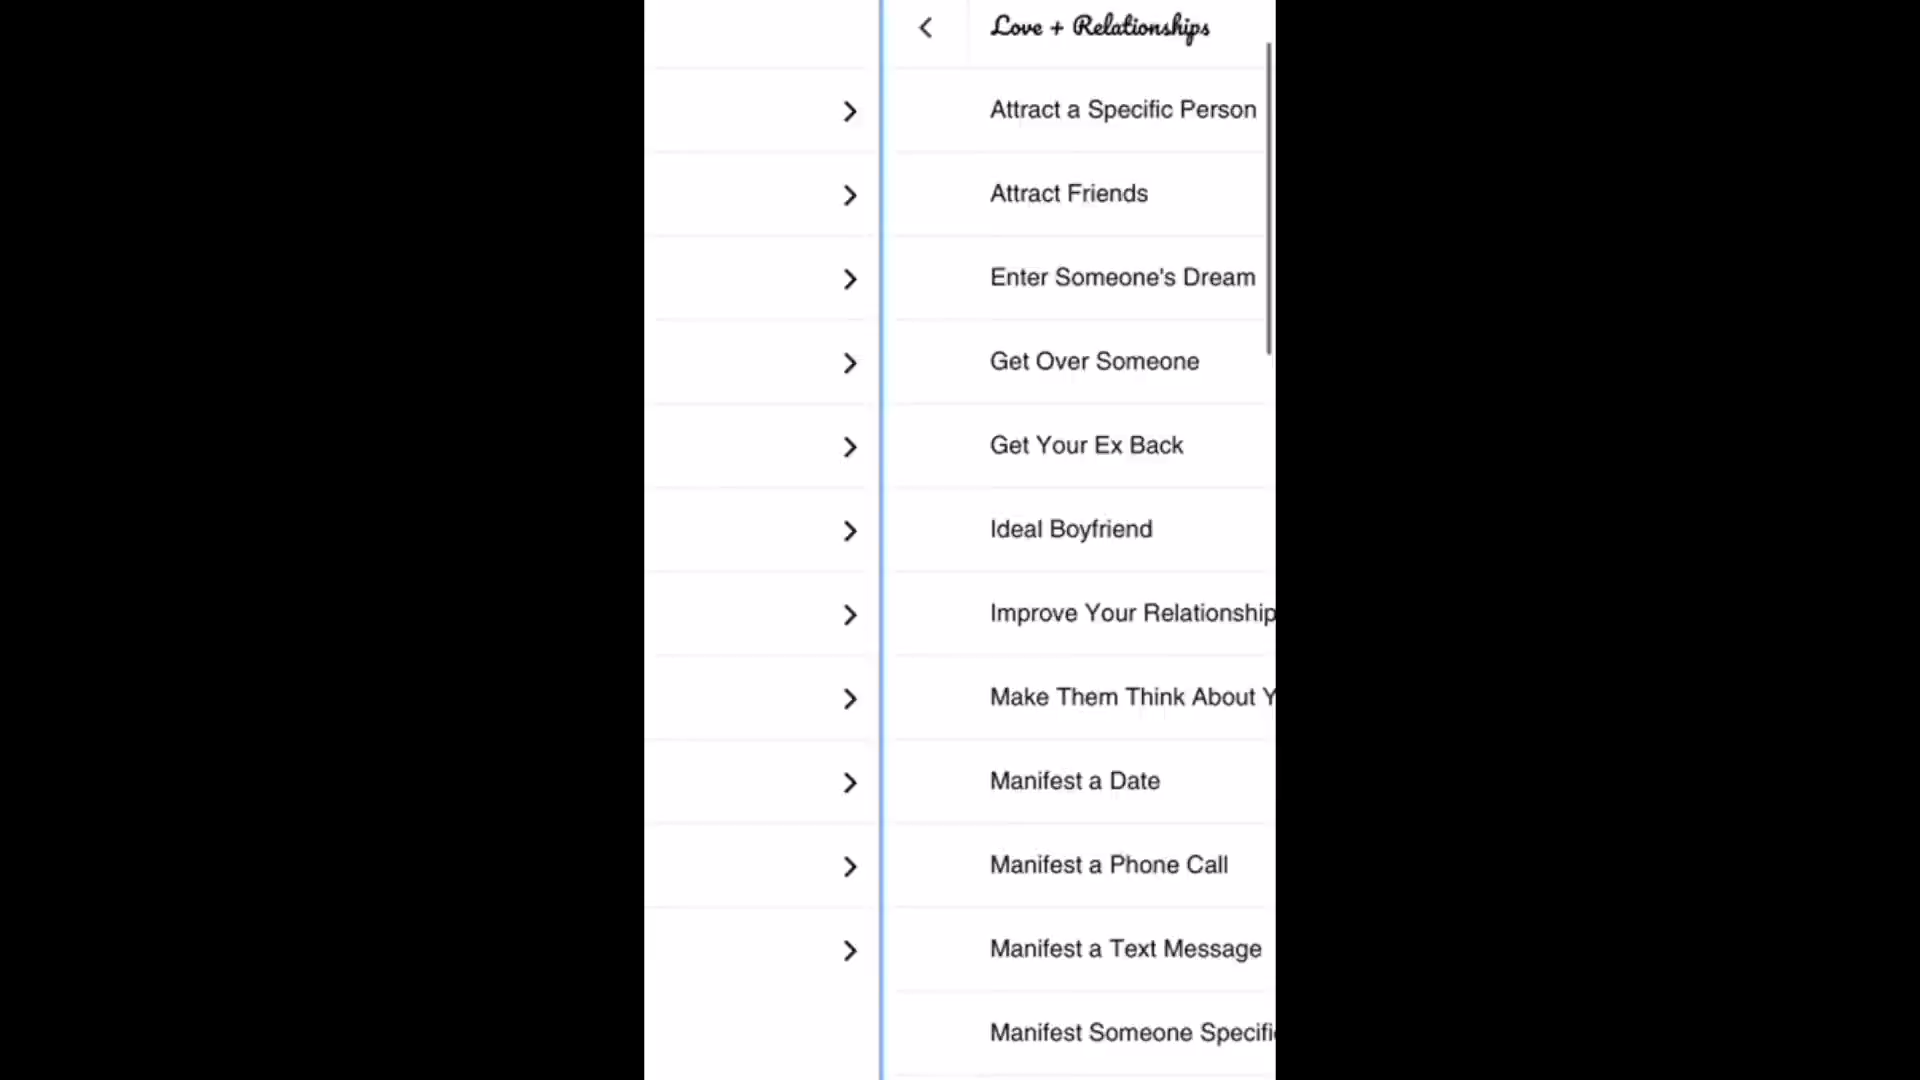 Love + Relationships
Attract a Specific Person
Attract Friends
Enter Someone's Dream
Get Over Someone
Get Your Ex Back
Ideal Boyfriend
Improve Your Relationship
Make Them Think About Y
Manifest a Date
Manifest a Phone Call
Manifest a Text Message
Manifest Someone Specific